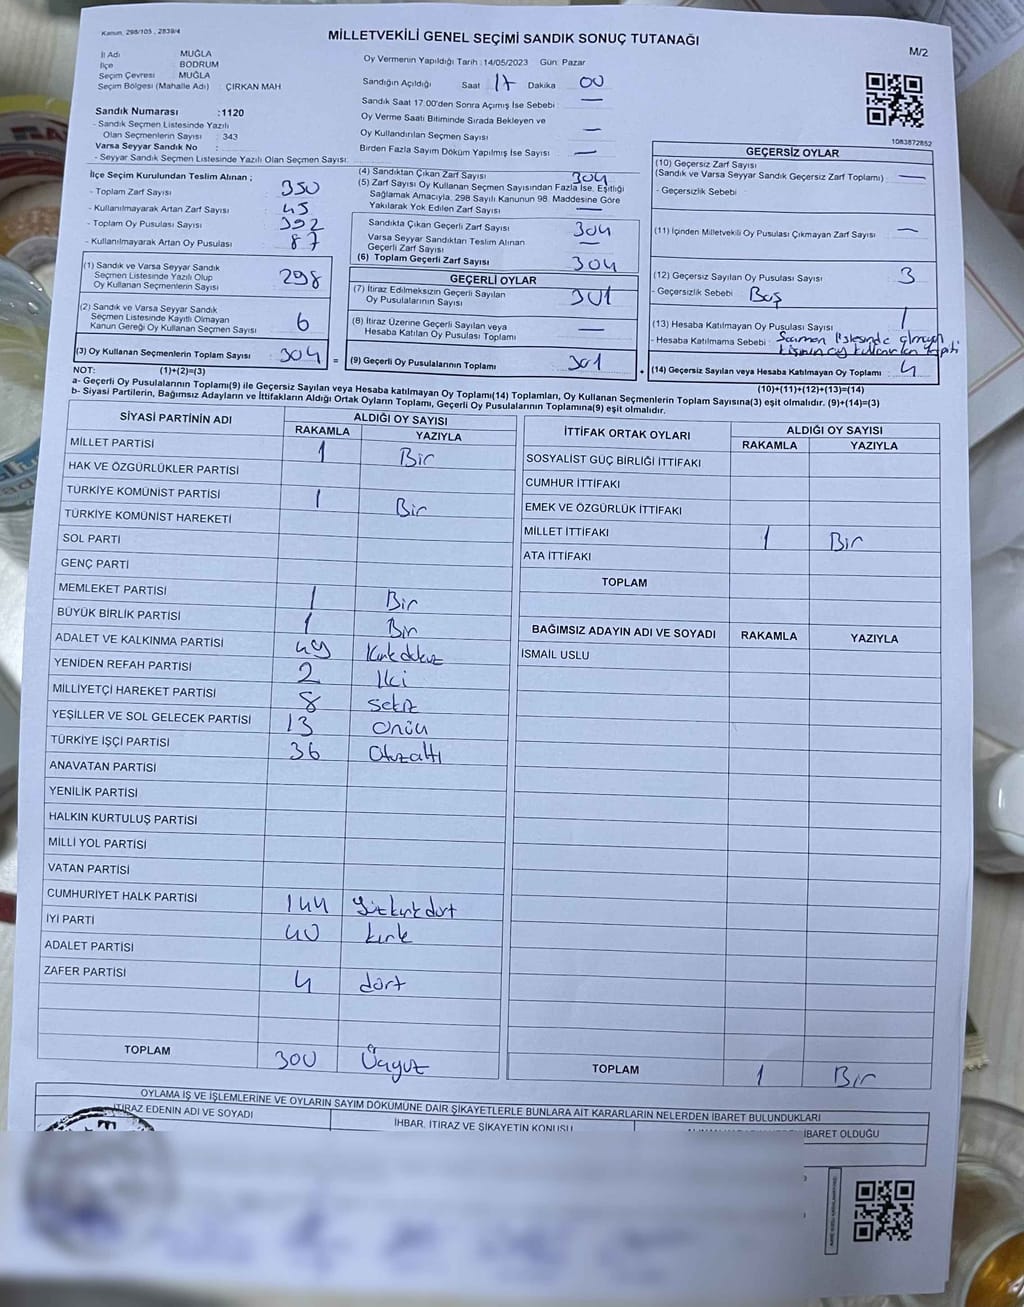 Kanun, 298/105, 2839/4
MİLLETVEKİLİ GENEL SEÇİMİ SANDIK SONUÇ TUTANAĞI
M/2
İl Adı MUĞLA
İlçe BODRUM
Seçim Çevresi MUĞLA
Seçim Bölgesi (Mahalle Adı) ÇIRKAN MAH
Sandık Numarası :1120
- Sandık Seçmen Listesinde Yazılı
Olan Seçmenlerin Sayısı : 343
Varsa Seyyar Sandık No :
- Seyyar Sandık Seçmen Listesinde Yazılı Olan Seçmen Sayısı:
Oy Vermenin Yapıldığı Tarih : 14/05/2023 Gün: Pazar
Sandığın Açıldığı Saat 17 Dakika 00
Sandık Saat 17.00'den Sonra Açımış İse Sebebi : —
Oy Verme Saati Bitiminde Sırada Bekleyen ve
Oy Kullandırılan Seçmen Sayısı —
Birden Fazla Sayım Döküm Yapılmış İse Sayısı : —
1083872852
İlçe Seçim Kurulundan Teslim Alınan ;
- Toplam Zarf Sayısı : 350
- Kullanılmayarak Artan Zarf Sayısı : 45
- Toplam Oy Pusulası Sayısı : 392
- Kullanılmayarak Artan Oy Pusulası : 87
(1) Sandık ve Varsa Seyyar Sandık
Seçmen Listesinde Yazılı Olup
Oy Kullanan Seçmenlerin Sayısı 298
(2) Sandık ve Varsa Seyyar Sandık
Seçmen Listesinde Kayıtlı Olmayan
Kanun Gereği Oy Kullanan Seçmen Sayısı 6
(3) Oy Kullanan Seçmenlerin Toplam Sayısı 304 =
(4) Sandıktan Çıkan Zarf Sayısı 304
(5) Zarf Sayısı Oy Kullanan Seçmen Sayısından Fazla İse, Eşitliği
Sağlamak Amacıyla, 298 Sayılı Kanunun 98. Maddesine Göre
Yakılarak Yok Edilen Zarf Sayısı —
Sandıkta Çıkan Geçerli Zarf Sayısı 304
Varsa Seyyar Sandıktan Teslim Alınan
Geçerli Zarf Sayısı —
(6) Toplam Geçerli Zarf Sayısı 304
GEÇERLİ OYLAR
(7) İtiraz Edilmeksizin Geçerli Sayılan
Oy Pusulalarının Sayısı 301
(8) İtiraz Üzerine Geçerli Sayılan veya
Hesaba Katılan Oy Pusulaları Toplamı —
(9) Geçerli Oy Pusulalarının Toplamı 301
GEÇERSİZ OYLAR
(10) Geçersiz Zarf Sayısı
(Sandık ve Varsa Seyyar Sandık Geçersiz Zarf Toplamı) —
- Geçersizlik Sebebi :
(11) İçinden Milletvekili Oy Pusulası Çıkmayan Zarf Sayısı —
(12) Geçersiz Sayılan Oy Pusulası Sayısı 3
- Geçersizlik Sebebi : Boş
(13) Hesaba Katılmayan Oy Pusulası Sayısı 1
- Hesaba Katılmama Sebebi : Seçmen listesinde olmayan
kişinin oy kullanılan
(14) Geçersiz Sayılan veya Hesaba Katılmayan Oy Toplamı 4
NOT: (1)+(2)=(3)
(10)+(11)+(12)+(13)=(14)
a- Geçerli Oy Pusulalarının Toplamı(9) ile Geçersiz Sayılan veya Hesaba katılmayan Oy Toplamı(14) Toplamları, Oy Kullanan Seçmenlerin Toplam Sayısına(3) eşit olmalıdır. (9)+(14)=(3)
b- Siyasi Partilerin, Bağımsız Adayların ve İttifakların Aldığı Ortak Oyların Toplamı, Geçerli Oy Pusulalarının Toplamına(9) eşit olmalıdır.
SİYASİ PARTİNİN ADI ALDIĞI OY SAYISI
RAKAMLA YAZIYLA
MİLLET PARTİSİ 1 Bir
HAK VE ÖZGÜRLÜKLER PARTİSİ
TÜRKİYE KOMÜNİST PARTİSİ 1 Bir
TÜRKİYE KOMÜNİST HAREKETİ
SOL PARTİ
GENÇ PARTİ
MEMLEKET PARTİSİ 1 Bir
BÜYÜK BİRLİK PARTİSİ 1 Bir
ADALET VE KALKINMA PARTİSİ 49 Kırkdokuz
YENİDEN REFAH PARTİSİ 2 İki
MİLLİYETÇİ HAREKET PARTİSİ 8 sekiz
YEŞİLLER VE SOL GELECEK PARTİSİ 13 onüç
TÜRKİYE İŞÇİ PARTİSİ 36 Otuzaltı
ANAVATAN PARTİSİ
YENİLİK PARTİSİ
HALKIN KURTULUŞ PARTİSİ
MİLLİ YOL PARTİSİ
VATAN PARTİSİ
CUMHURİYET HALK PARTİSİ 144 yüzkırkdört
İYİ PARTİ 40 kırk
ADALET PARTİSİ
ZAFER PARTİSİ 4 dört
TOPLAM 300 Üçyüz
İTTİFAK ORTAK OYLARI ALDIĞI OY SAYISI
RAKAMLA YAZIYLA
SOSYALİST GÜÇ BİRLİĞİ İTTİFAKI
CUMHUR İTTİFAKI
EMEK VE ÖZGÜRLÜK İTTİFAKI
MİLLET İTTİFAKI 1 Bir
ATA İTTİFAKI
TOPLAM
BAĞIMSIZ ADAYIN ADI VE SOYADI RAKAMLA YAZIYLA
İSMAİL USLU
TOPLAM 1 Bir
OYLAMA İŞ VE İŞLEMLERİNE VE OYLARIN SAYIM DÖKÜMÜNE DAİR ŞİKAYETLERLE BUNLARA AİT KARARLARIN NELERDEN İBARET BULUNDUKLARI
İTİRAZ EDENİN ADI VE SOYADI
İHBAR, İTİRAZ VE ŞİKAYETİN KONUSU
İBARET OLDUĞU